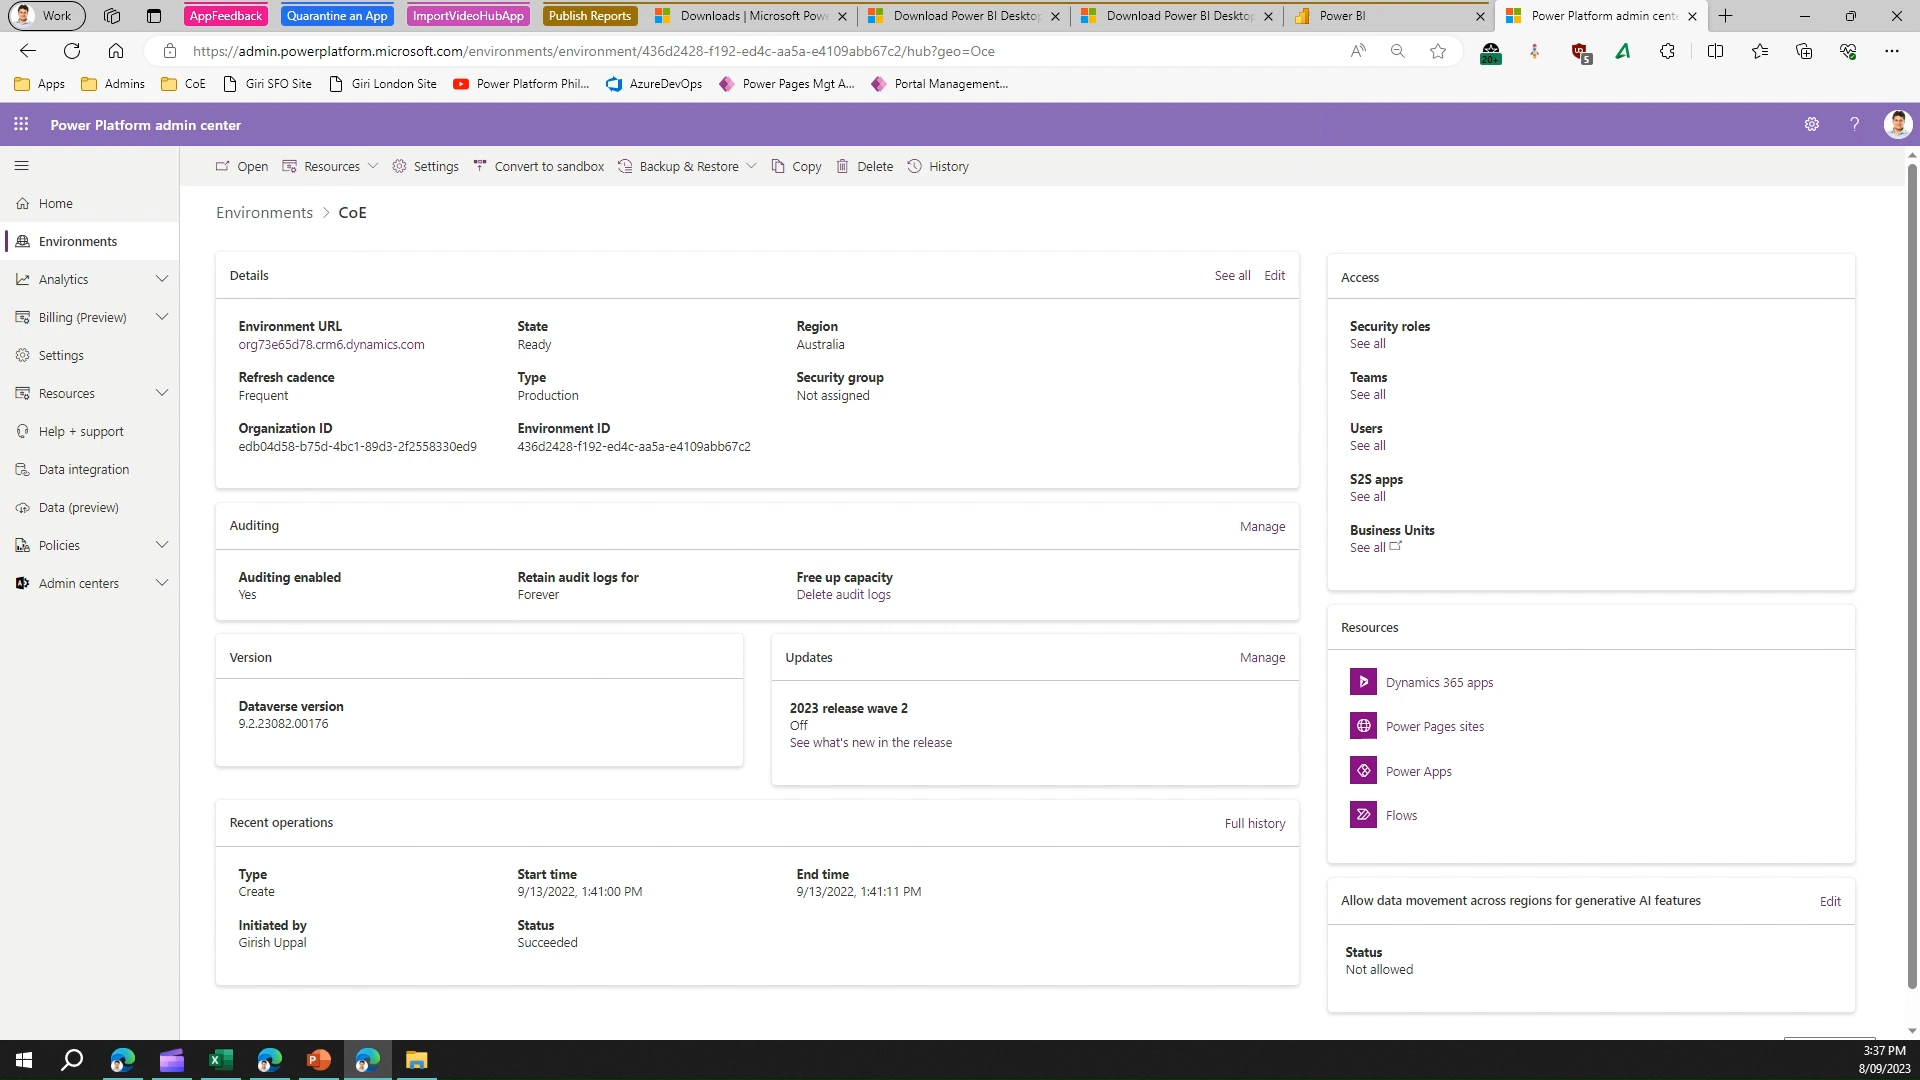 Work
AppFeedback
Quarantine an App
ImportVideoHubApp
Publish Reports
Downloads | Microsoft Powe
Download Power BI Desktop
Download Power BI Desktop
Power BI
Power Platform admin cente
https://admin.powerplatform.microsoft.com/environments/environment/436d2428-f192-ed4c-aa5a-e4109abb67c2/hub?geo=Oce
20+
5
Apps
Admins
CoE
Giri SFO Site
Giri London Site
Power Platform Phil...
AzureDevOps
Power Pages Mgt A...
Portal Management...
Power Platform admin center
?
Open
Resources
Settings
Convert to sandbox
Backup & Restore
Copy
Delete
History
Home
Environments
Analytics
Billing (Preview)
Settings
Resources
Help + support
Data integration
Data (preview)
Policies
Admin centers
Environments > CoE
Details
See all
Edit
Environment URL
org73e65d78.crm6.dynamics.com
State
Ready
Region
Australia
Refresh cadence
Frequent
Type
Production
Security group
Not assigned
Organization ID
edb04d58-b75d-4bc1-89d3-2f2558330ed9
Environment ID
436d2428-f192-ed4c-aa5a-e4109abb67c2
Auditing
Manage
Auditing enabled
Yes
Retain audit logs for
Forever
Free up capacity
Delete audit logs
Version
Dataverse version
9.2.23082.00176
Updates
Manage
2023 release wave 2
Off
See what's new in the release
Recent operations
Full history
Type
Create
Start time
9/13/2022, 1:41:00 PM
End time
9/13/2022, 1:41:11 PM
Initiated by
Girish Uppal
Status
Succeeded
Access
Security roles
See all
Teams
See all
Users
See all
S2S apps
See all
Business Units
See all
Resources
Dynamics 365 apps
Power Pages sites
Power Apps
Flows
Allow data movement across regions for generative AI features
Edit
Status
Not allowed
3:37 PM
8/09/2023